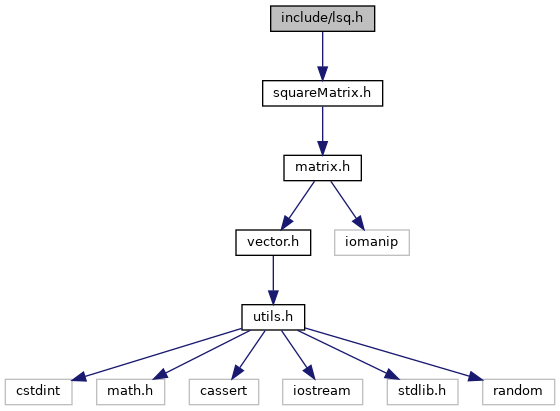 include/lsq.h
squareMatrix.h
matrix.h
vector.h
iomanip
utils.h
cstdint
math.h
cassert
iostream
stdlib.h
random